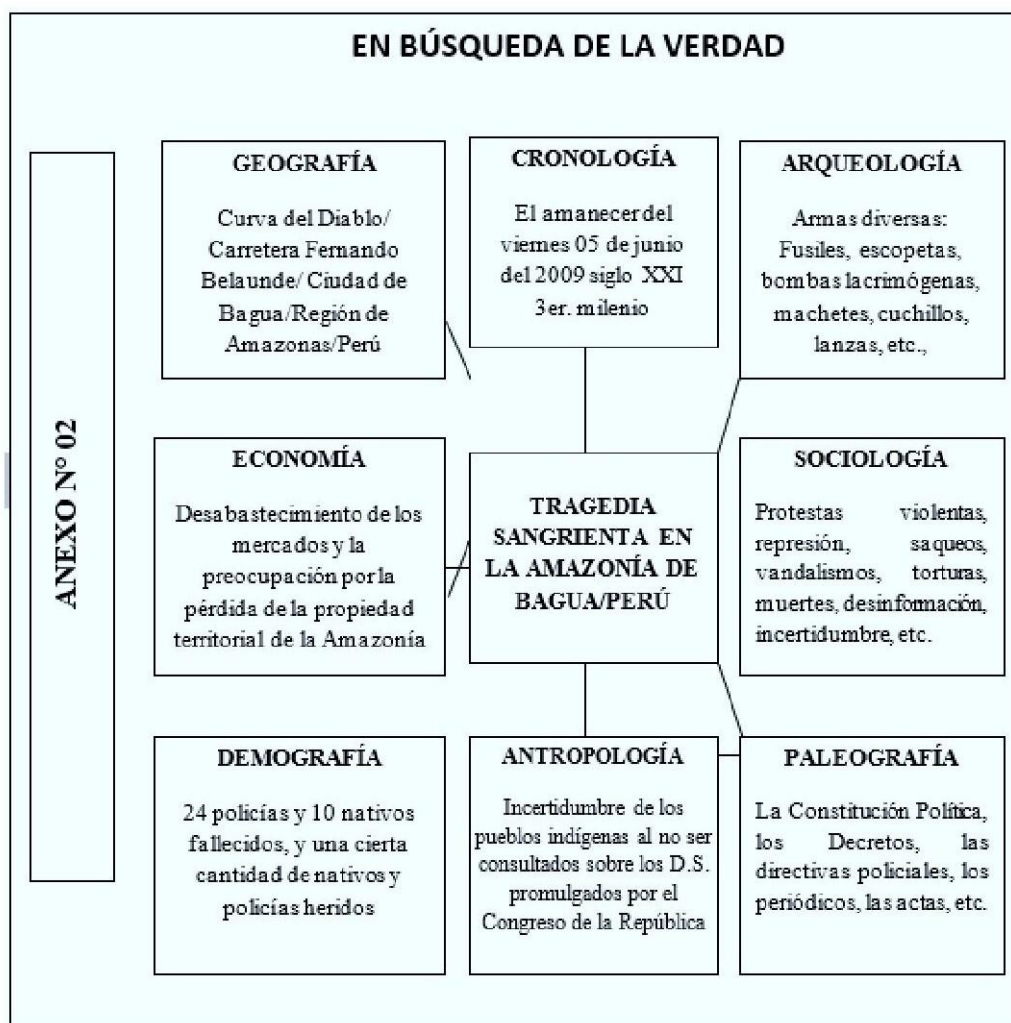 EN BÚSQUEDA DE LA VERDAD
ANEXO N° 02
GEOGRAFÍA
Curva del Diablo/
Carretera Fernando
Belaunde/ Ciudad de
Bagua/Región de
Amazonas/Perú
CRONOLOGÍA
El amanecer del
viernes 05 de junio
del 2009 siglo XXI
3er. milenio
ARQUEOLOGÍA
Armas diversas:
Fusiles, escopetas,
bombas lacrimógenas,
machetes, cuchillos,
lanzas, etc.,
ECONOMÍA
Desabastecimiento de los
mercados y la
preocupación por la
pérdida de la propiedad
territorial de la Amazonía
TRAGEDIA
SANGRIENTA EN
LA AMAZONÍA DE
BAGUA/PERÚ
SOCIOLOGÍA
Protestas violentas,
represión, saqueos,
vandalismos, torturas,
muertes, desinformación,
incertidumbre, etc.
DEMOGRAFÍA
24 policías y 10 nativos
fallecidos, y una cierta
cantidad de nativos y
policías heridos
ANTROPOLOGÍA
Incertidumbre de los
pueblos indígenas al no ser
consultados sobre los D.S.
promulgados por el
Congreso de la República
PALEOGRAFÍA
La Constitución Política,
los Decretos, las
directivas policiales, los
periódicos, las actas, etc.